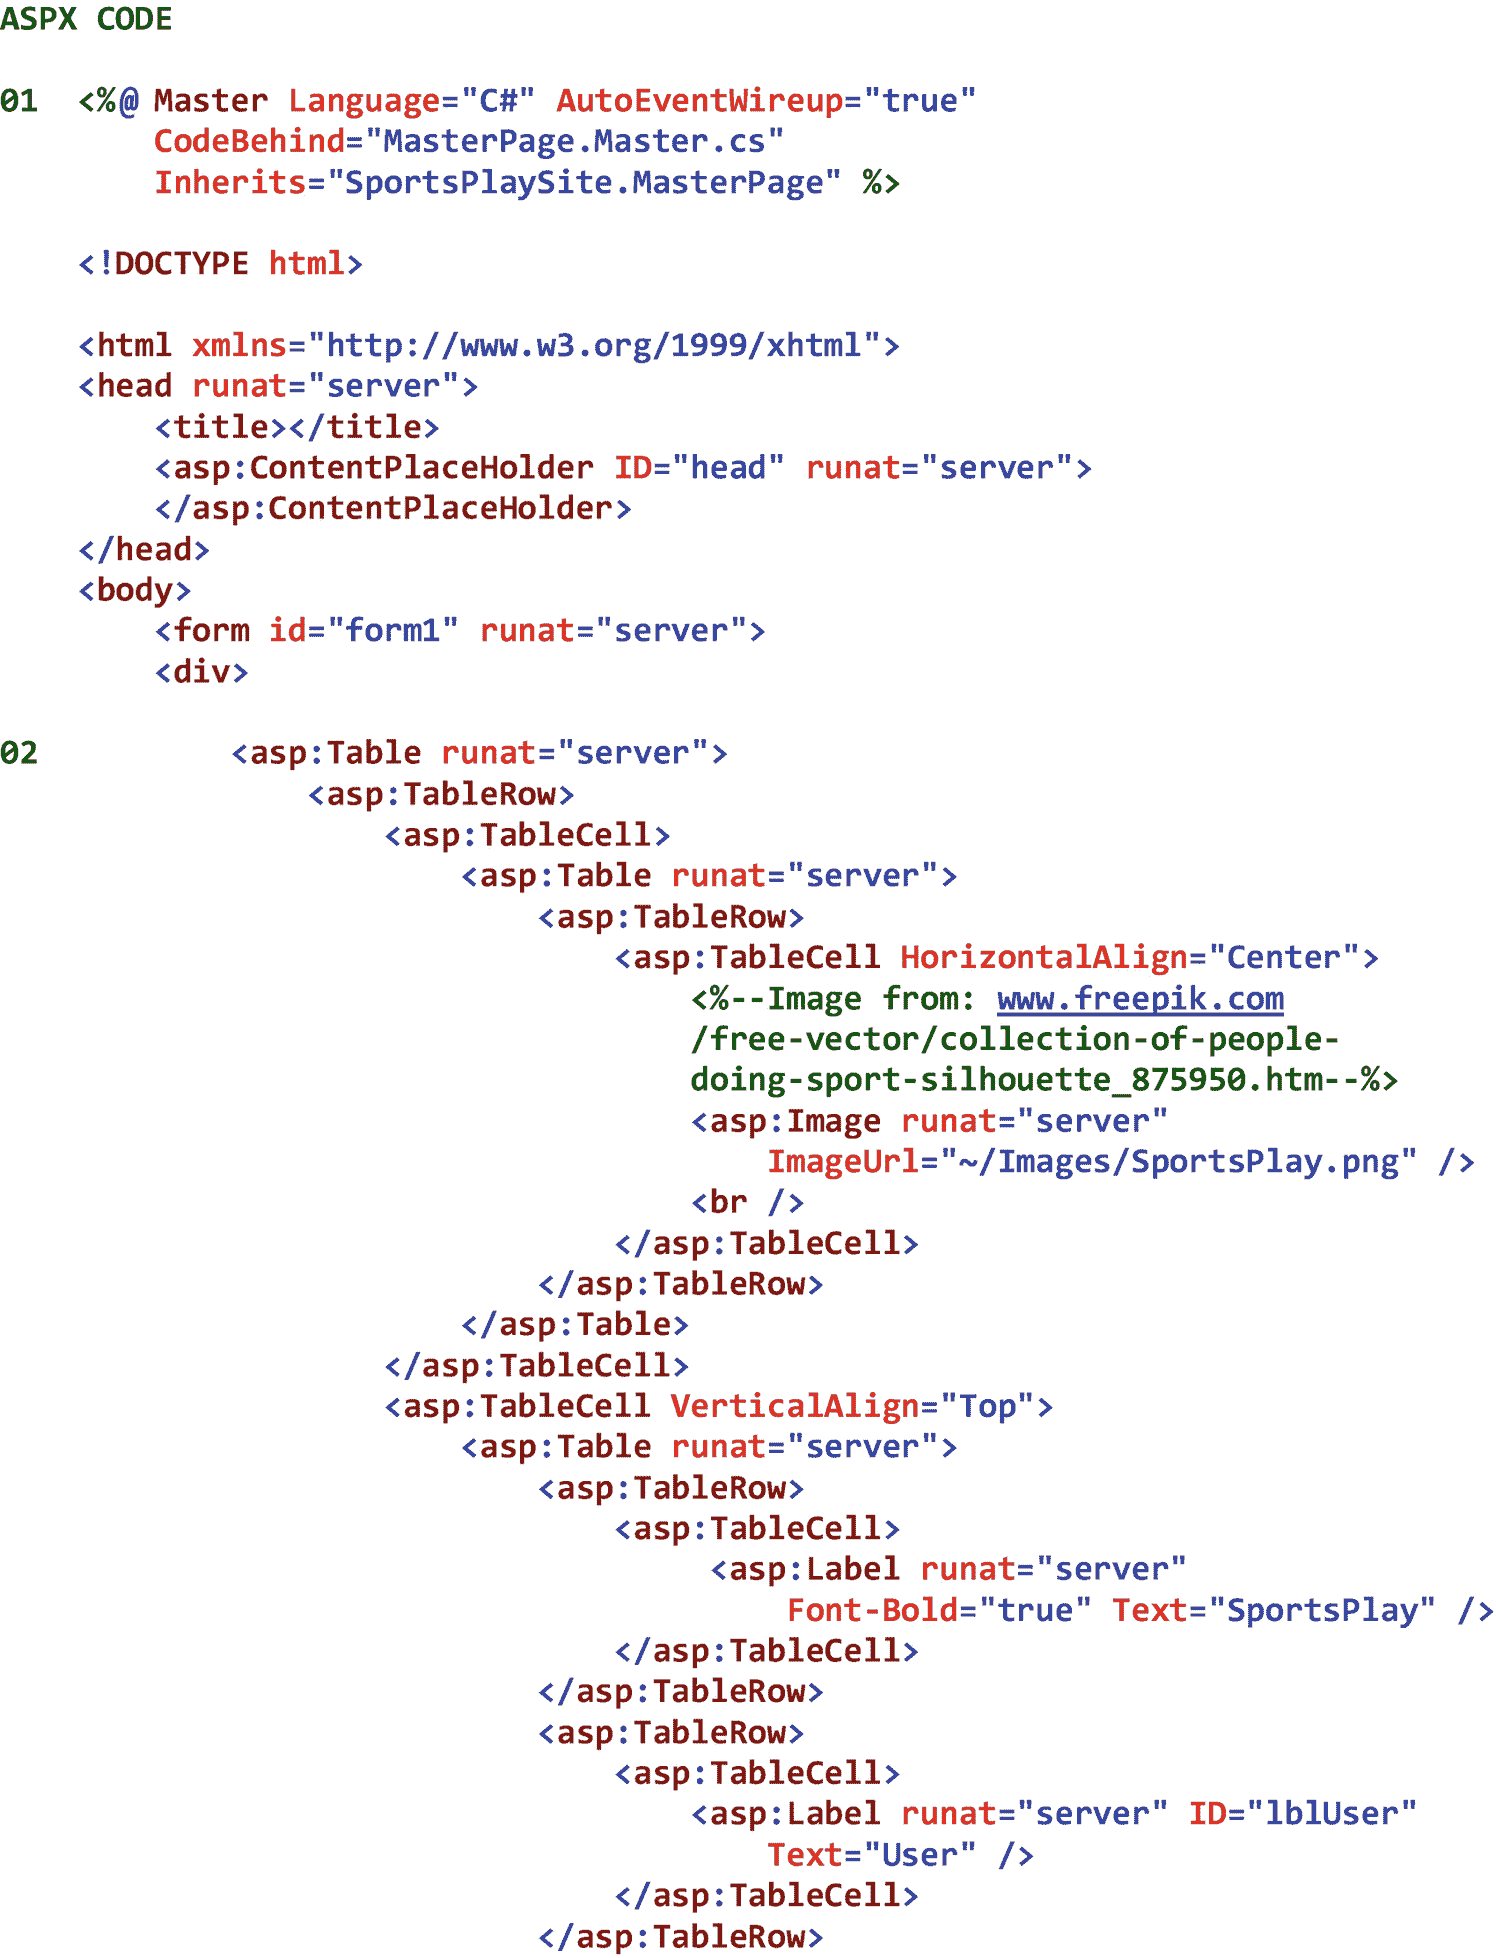 ASPX CODE
01 <%@ Master Language="C#" AutoEventWireup="true"
CodeBehind="MasterPage.Master.cs"
Inherits="SportsPlaySite.MasterPage" %>
<!DOCTYPE html>
<html xmlns="http://www.w3.org/1999/xhtml">
<head runat="server">
<title></title>
<asp:ContentPlaceHolder ID="head" runat="server">
</asp:ContentPlaceHolder>
</head>
<body>
<form id="form1" runat="server">
<div>
02 <asp:Table runat="server">
<asp:TableRow>
<asp:TableCell>
<asp:Table runat="server">
<asp:TableRow>
<asp:TableCell HorizontalAlign="Center">
<%--Image from: www.freepik.com
/free-vector/collection-of-people-
doing-sport-silhouette_875950.htm--%>
<asp:Image runat="server"
ImageUrl="~/Images/SportsPlay.png" />
<br />
</asp:TableCell>
</asp:TableRow>
</asp:Table>
</asp:TableCell>
<asp:TableCell VerticalAlign="Top">
<asp:Table runat="server">
<asp:TableRow>
<asp:TableCell>
<asp:Label runat="server"
Font-Bold="true" Text="SportsPlay" />
</asp:TableCell>
</asp:TableRow>
<asp:TableRow>
<asp:TableCell>
<asp:Label runat="server" ID="lblUser"
Text="User" />
</asp:TableCell>
</asp:TableRow>